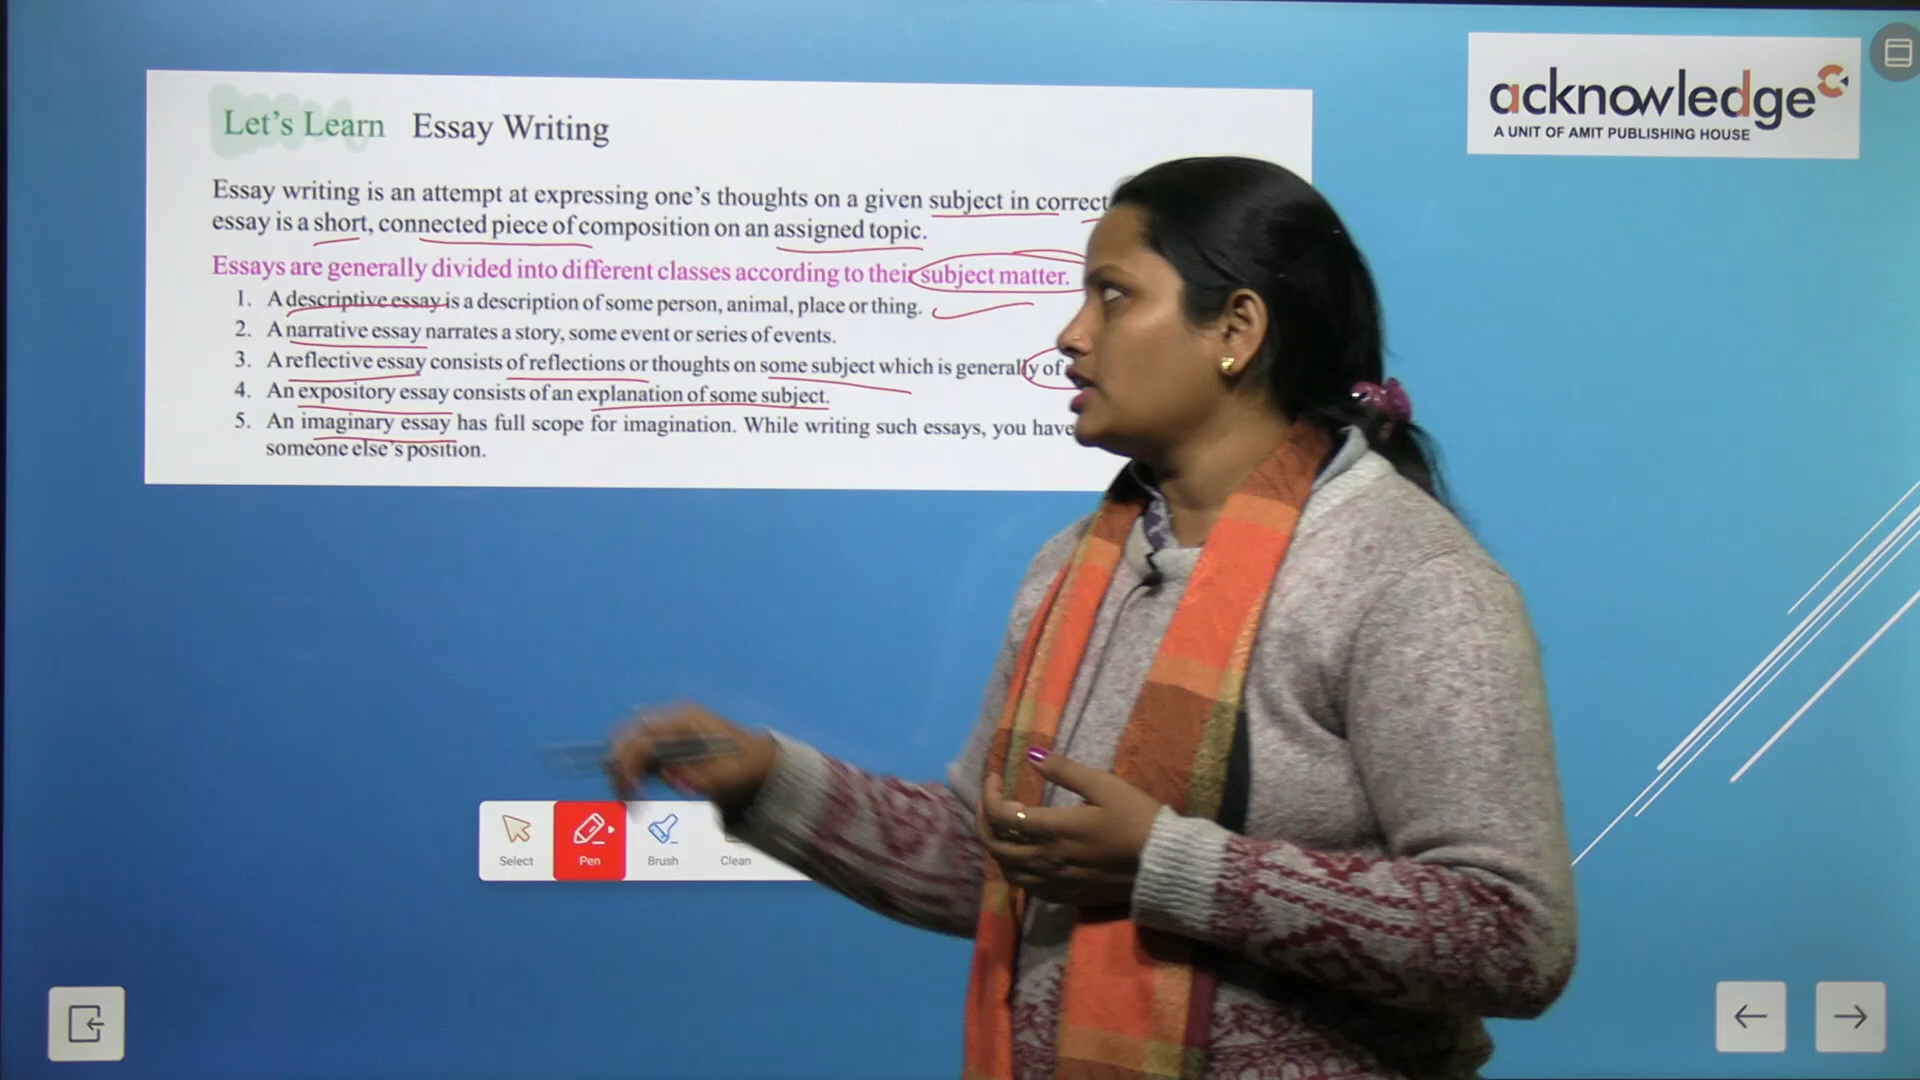 Let's Learn Essay Writing
Essay writing is an attempt at expressing one's thoughts on a given subject in correct
essay is a short, connected piece of composition on an assigned topic.
Essays are generally divided into different classes according to their subject matter.
1. A descriptive essay is a description of some person, animal, place or thing.
2. A narrative essay narrates a story, some event or series of events.
3. A reflective essay consists of reflections or thoughts on some subject which is generally of
4. An expository essay consists of an explanation of some subject.
5. An imaginary essay has full scope for imagination. While writing such essays, you have
someone else's position.
acknowledge
A UNIT OF AMIT PUBLISHING HOUSE
Select Pen Brush Clean